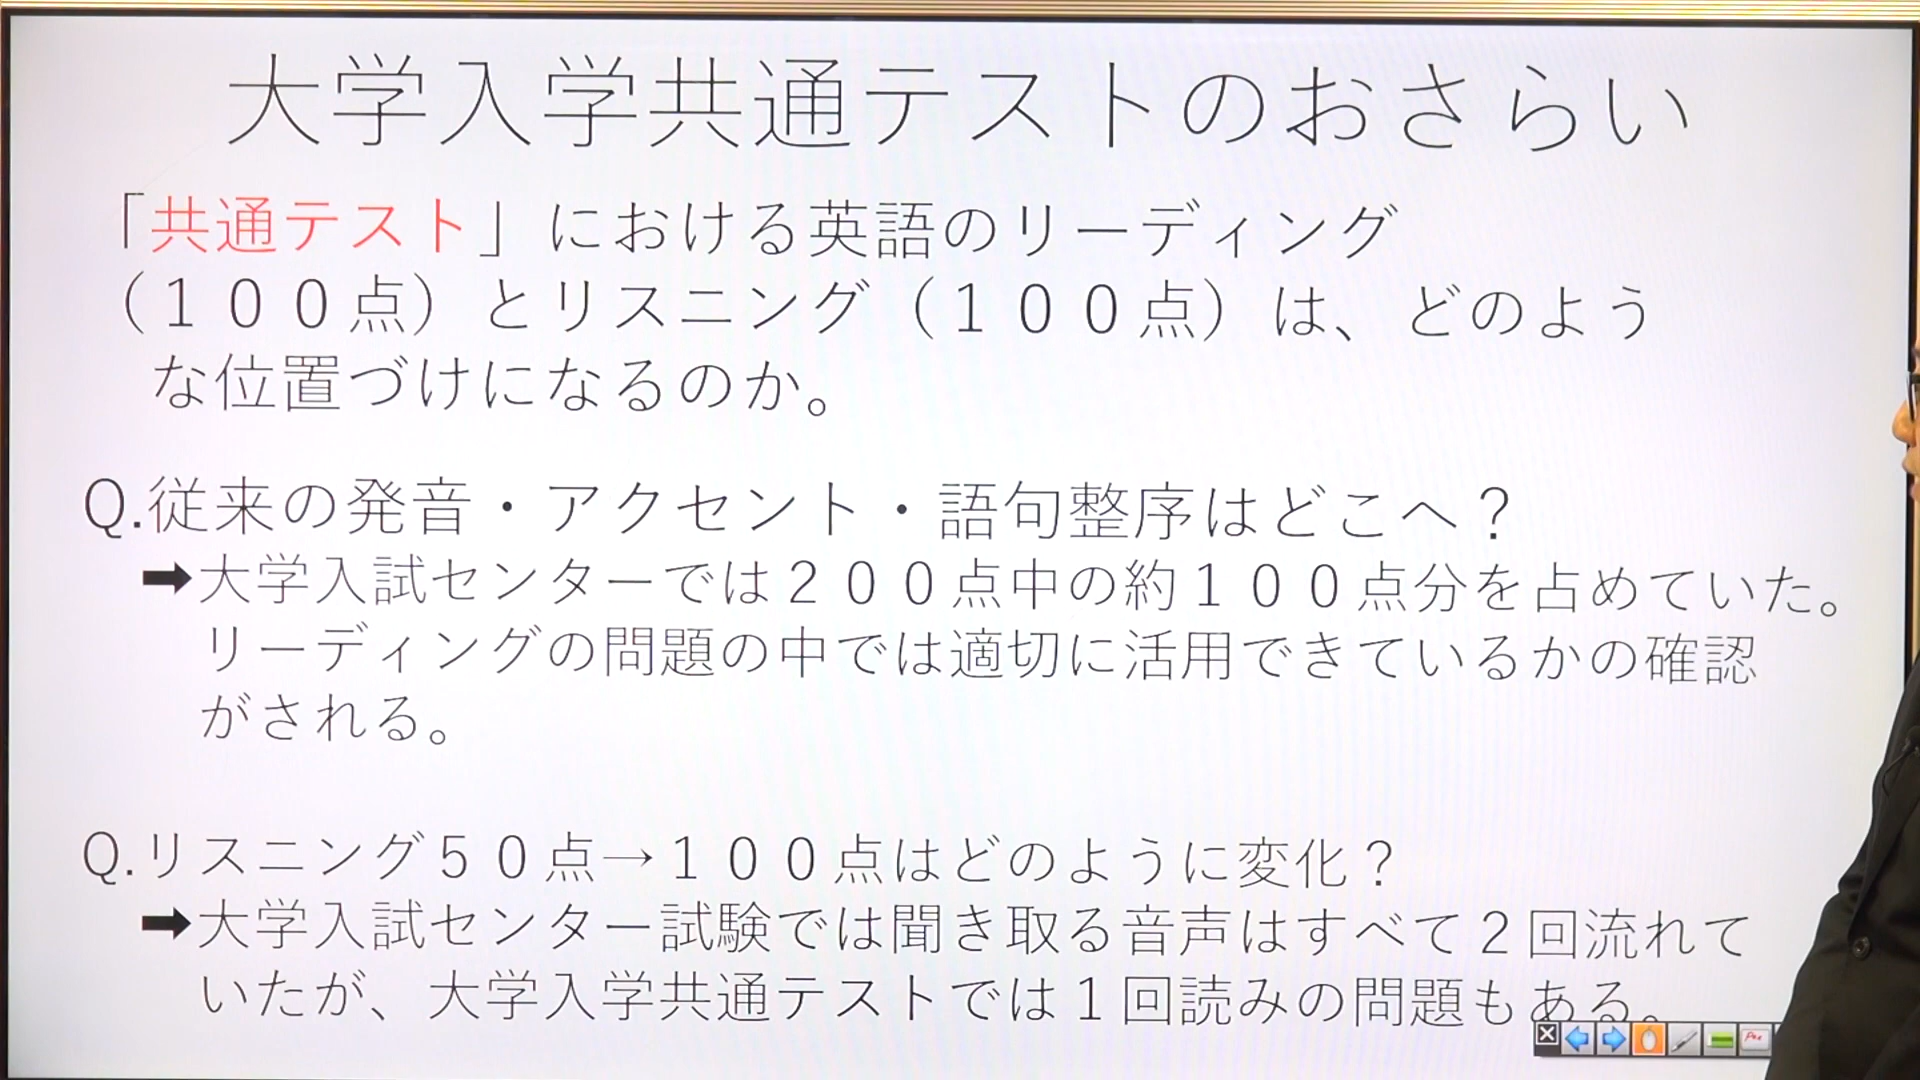 大学入学共通テストのおさらい
「共通テスト」における英語のリーディング
（１００点）とリスニング（１００点）は、どのよう
な位置づけになるのか。
Q.従来の発音・アクセント・語句整序はどこへ？
➡大学入試センターでは２００点中の約１００点分を占めていた。
リーディングの問題の中では適切に活用できているかの確認
がされる。
Q.リスニング５０点→１００点はどのように変化？
➡大学入試センター試験では聞き取る音声はすべて２回流れて
いたが、大学入学共通テストでは１回読みの問題もある。